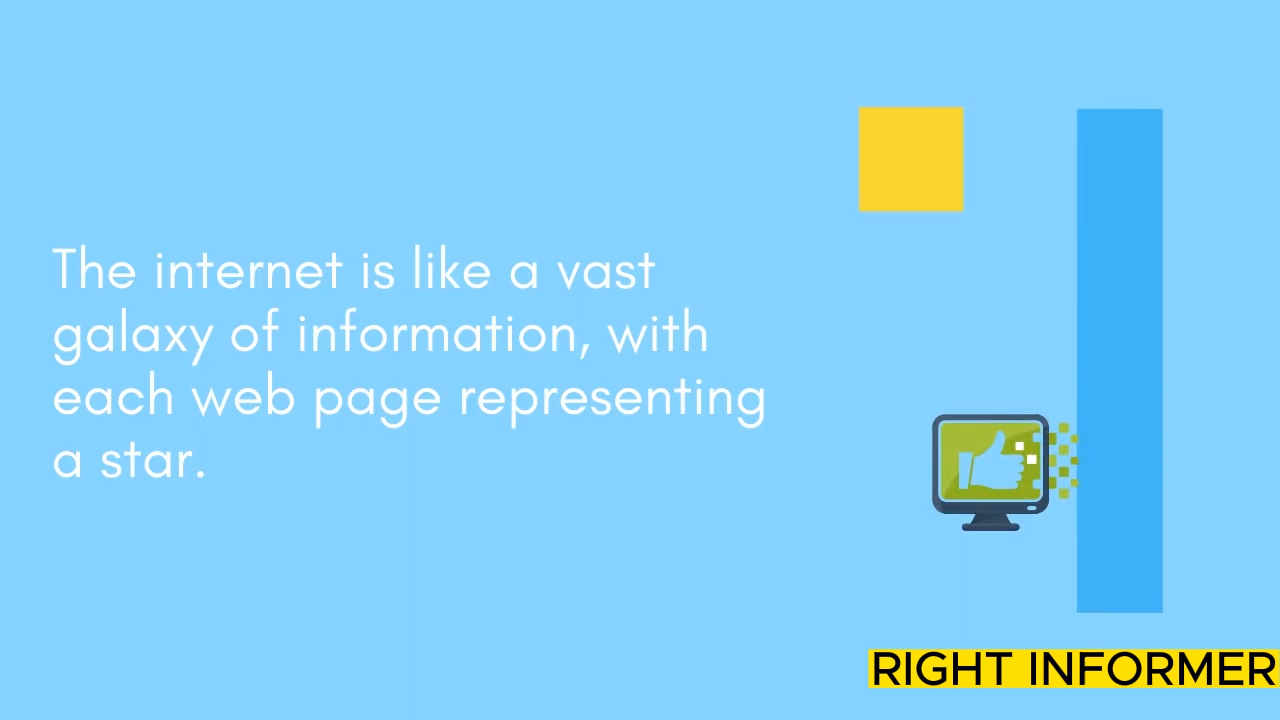 The internet is like a vast
galaxy of information, with
each web page representing
a star.
RIGHT INFORMER